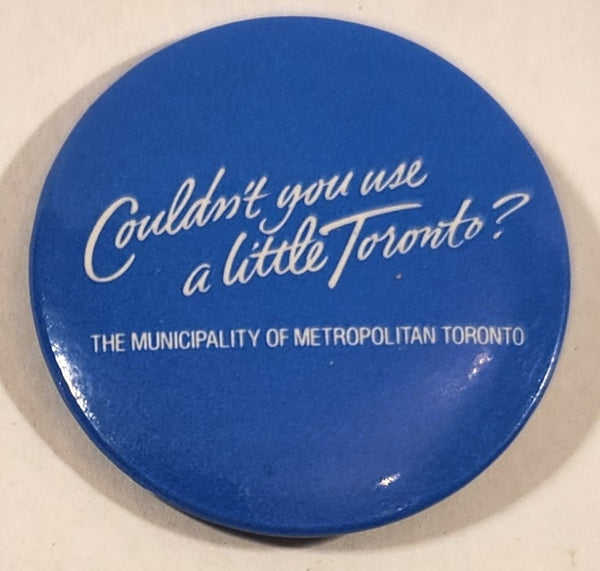 Couldn't you use
a little Toronto?
THE MUNICIPALITY OF METROPOLITAN TORONTO